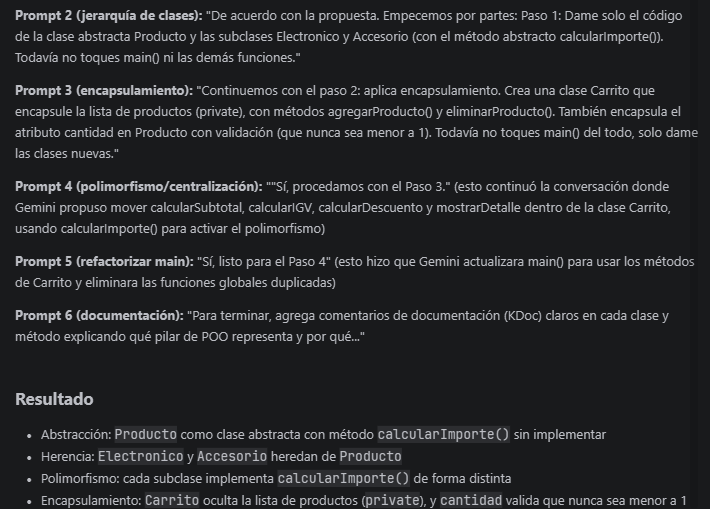 Prompt 2 (jerarquía de clases): "De acuerdo con la propuesta. Empecemos por partes: Paso 1: Dame solo el código
de la clase abstracta Producto y las subclases Electronico y Accesorio (con el método abstracto calcularImporte()).
Todavía no toques main() ni las demás funciones."
Prompt 3 (encapsulamiento): "Continuemos con el paso 2: aplica encapsulamiento. Crea una clase Carrito que
encapsule la lista de productos (private), con métodos agregarProducto() y eliminarProducto(). También encapsula el
atributo cantidad en Producto con validación (que nunca sea menor a 1). Todavía no toques main() del todo, solo dame
las clases nuevas."
Prompt 4 (polimorfismo/centralización): ""Sí, procedamos con el Paso 3." (esto continuó la conversación donde
Gemini propuso mover calcularSubtotal, calcularIGV, calcularDescuento y mostrarDetalle dentro de la clase Carrito,
usando calcularImporte() para activar el polimorfismo)
Prompt 5 (refactorizar main): "Sí, listo para el Paso 4" (esto hizo que Gemini actualizara main() para usar los métodos
de Carrito y eliminara las funciones globales duplicadas)
Prompt 6 (documentación): "Para terminar, agrega comentarios de documentación (KDoc) claros en cada clase y
método explicando qué pilar de POO representa y por qué..."
Resultado
• Abstracción: Producto como clase abstracta con método calcularImporte() sin implementar
• Herencia: Electronico y Accesorio heredan de Producto
• Polimorfismo: cada subclase implementa calcularImporte() de forma distinta
• Encapsulamiento: Carrito oculta la lista de productos (private), y cantidad valida que nunca sea menor a 1